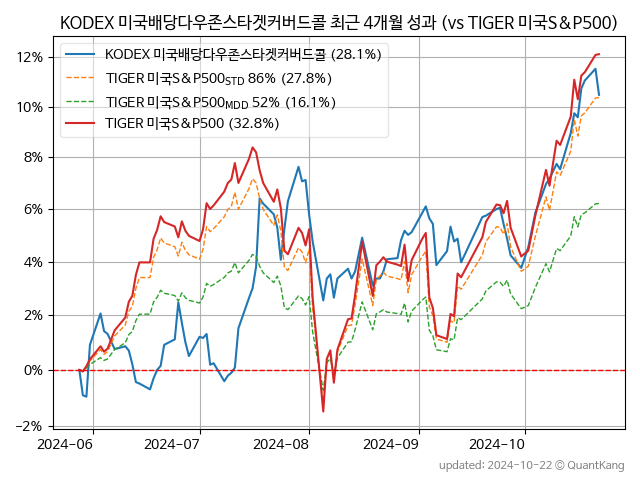 KODEX 미국배당다우존스타겟커버드콜 최근 4개월 성과 (vs TIGER 미국S&P500)
KODEX 미국배당다우존스타겟커버드콜 (28.1%)
TIGER 미국S&P500STD 86% (27.8%)
TIGER 미국S&P500MDD 52% (16.1%)
TIGER 미국S&P500 (32.8%)
12%
10%
8%
6%
4%
2%
0%
−2%
2024-06 2024-07 2024-08 2024-09 2024-10
updated: 2024-10-22 © QuantKang